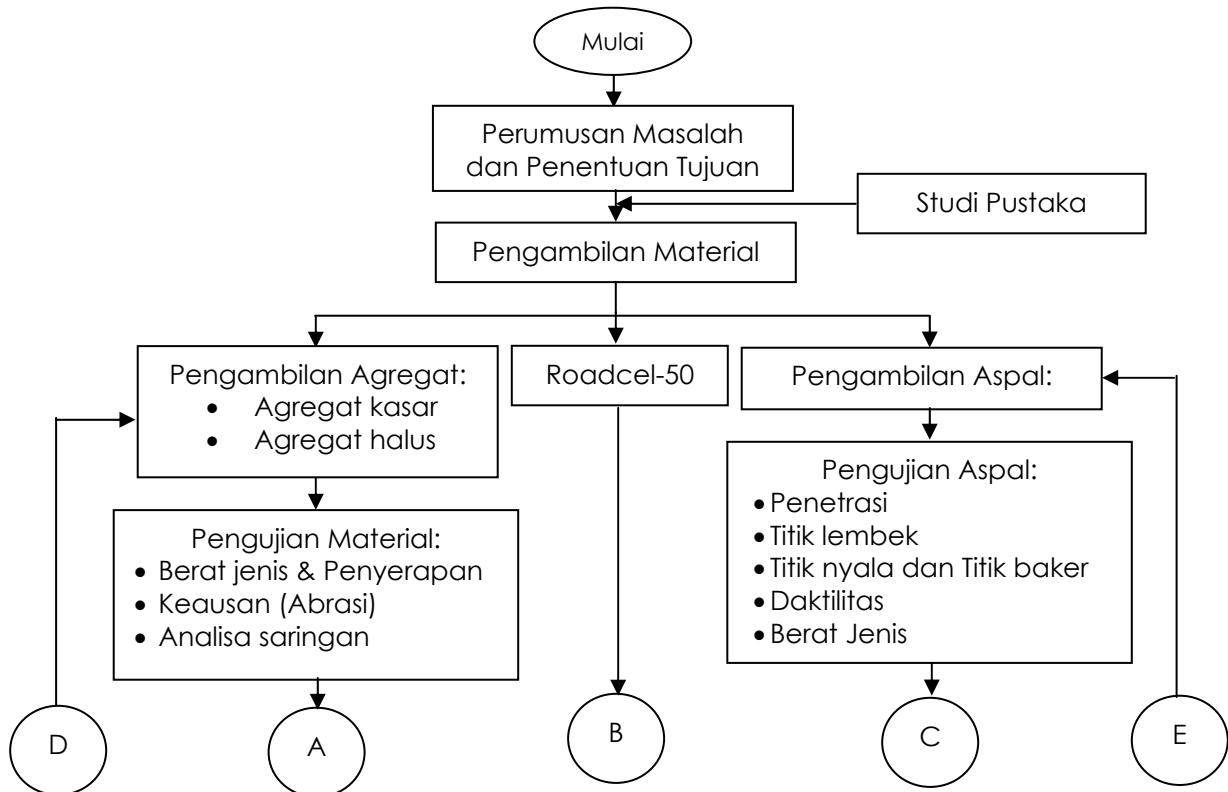 Mulai
Perumusan Masalah
dan Penentuan Tujuan
Studi Pustaka
Pengambilan Material
Pengambilan Agregat:
• Agregat kasar
• Agregat halus
Roadcel-50
Pengambilan Aspal:
Pengujian Material:
• Berat jenis & Penyerapan
• Keausan (Abrasi)
• Analisa saringan
Pengujian Aspal:
• Penetrasi
• Titik lembek
• Titik nyala dan Titik baker
• Daktilitas
• Berat Jenis
D
A
B
C
E